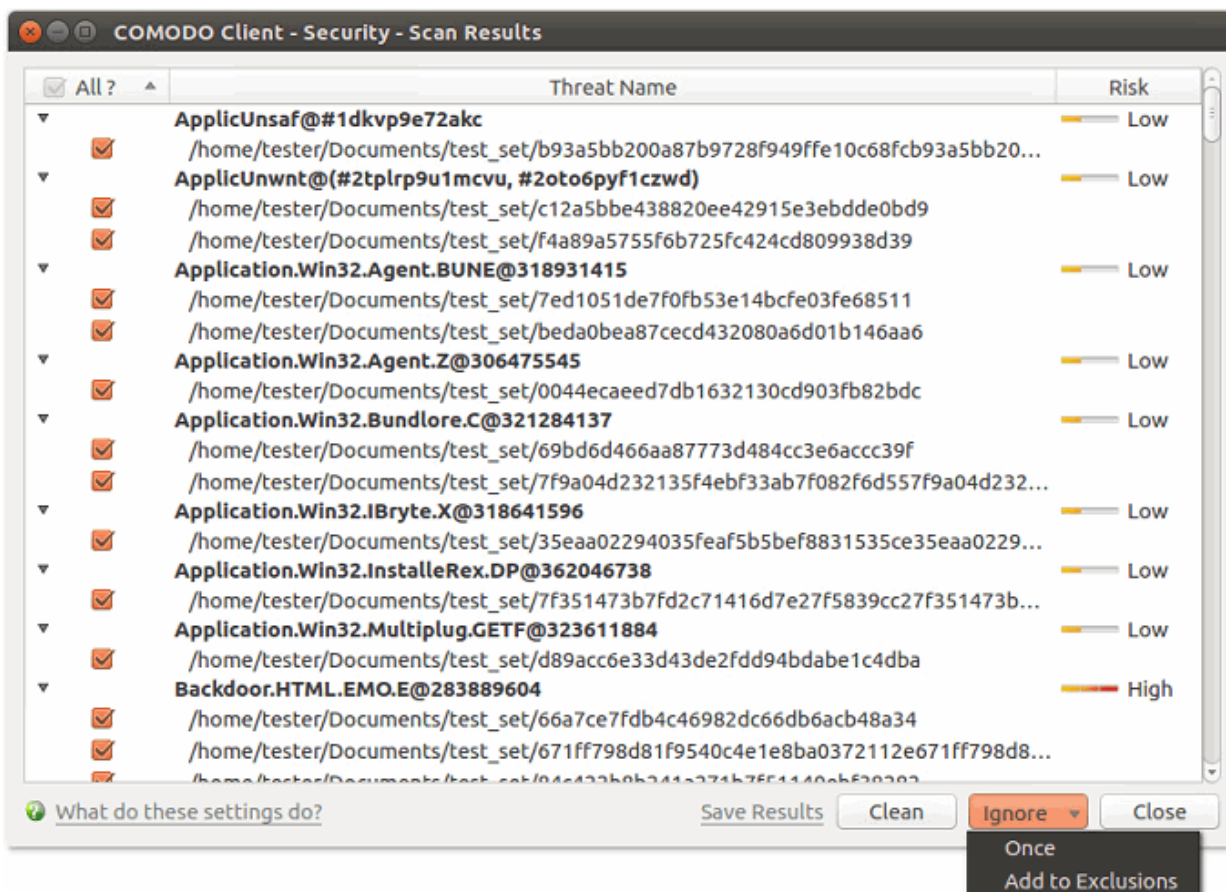 COMODO Client - Security - Scan Results
All ? Threat Name Risk
ApplicUnsaf@#1dkvp9e72akc Low
/home/tester/Documents/test_set/b93a5bb200a87b9728f949ffe10c68fcb93a5bb20...
ApplicUnwnt@(#2tplrp9u1mcvu, #2oto6pyf1czwd) Low
/home/tester/Documents/test_set/c12a5bbe438820ee42915e3ebdde0bd9
/home/tester/Documents/test_set/f4a89a5755f6b725fc424cd809938d39
Application.Win32.Agent.BUNE@318931415 Low
/home/tester/Documents/test_set/7ed1051de7f0fb53e14bcfe03fe68511
/home/tester/Documents/test_set/beda0bea87cecd432080a6d01b146aa6
Application.Win32.Agent.Z@306475545 Low
/home/tester/Documents/test_set/0044ecaeed7db1632130cd903fb82bdc
Application.Win32.Bundlore.C@321284137 Low
/home/tester/Documents/test_set/69bd6d466aa87773d484cc3e6accc39f
/home/tester/Documents/test_set/7f9a04d232135f4ebf33ab7f082f6d557f9a04d232...
Application.Win32.IBryte.X@318641596 Low
/home/tester/Documents/test_set/35eaa02294035feaf5b5bef8831535ce35eaa0229...
Application.Win32.InstalleRex.DP@362046738 Low
/home/tester/Documents/test_set/7f351473b7fd2c71416d7e27f5839cc27f351473b...
Application.Win32.Multiplug.GETF@323611884 Low
/home/tester/Documents/test_set/d89acc6e33d43de2fdd94bdabe1c4dba
Backdoor.HTML.EMO.E@283889604 High
/home/tester/Documents/test_set/66a7ce7fdb4c46982dc66db6acb48a34
/home/tester/Documents/test_set/671ff798d81f9540c4e1e8ba0372112e671ff798d8...
What do these settings do? Save Results Clean Ignore Close
Once
Add to Exclusions